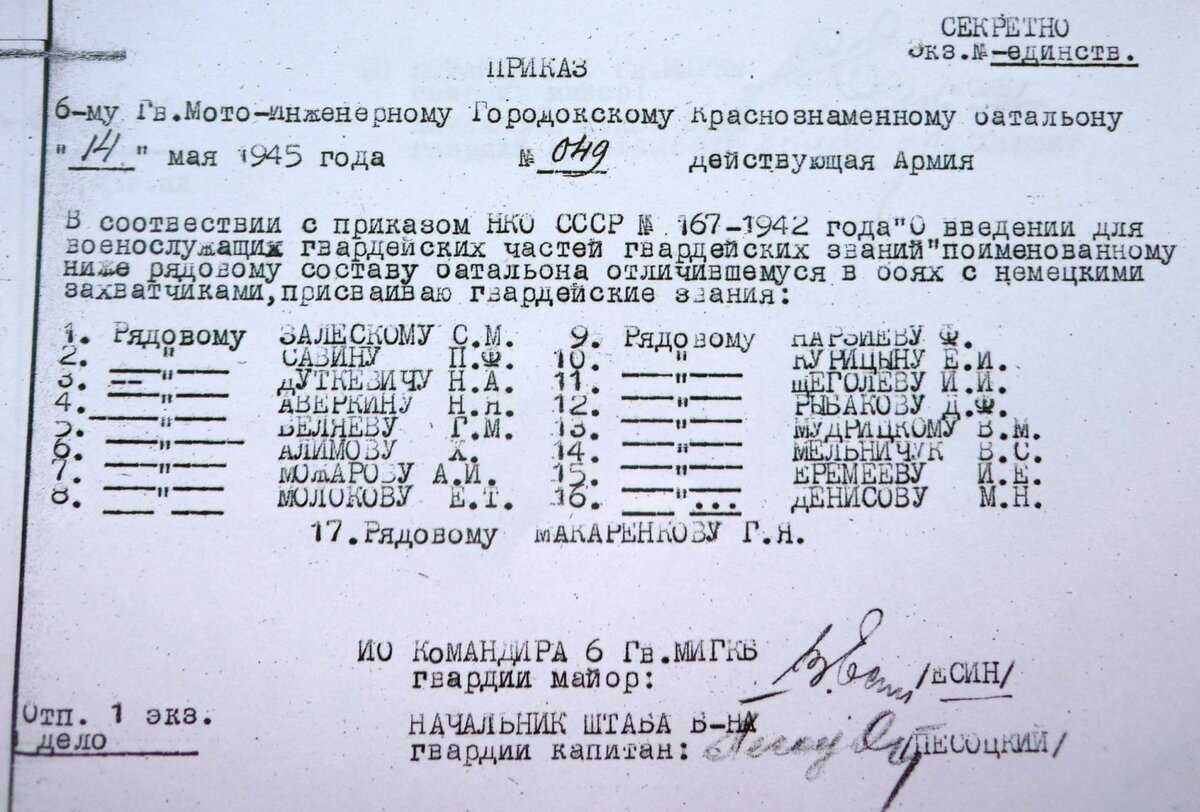 СЕКРЕТНО
Экз.№-единств.
ПРИКАЗ
6-му Гв.Мото-инженерному Городокскому Краснознаменному батальону
"14" мая 1945 года № 049 действующая Армия
В соотвествии с приказом НКО СССР № 167-1942 года"О введении для
военослужащих гвардейских частей гвардейских званий"поименованному
ниже рядовому составу батальона отличившемуся в боях с немецкими
захватчиками,присваиваю гвардейские звания:
1. Рядовому ЗАЛЕСКОМУ С.М. 9. Рядовому НАРЗИЕВУ Ф.
2. —"— САВИНУ П.Ф. 10. —"— КУРИЦЫНУ Е.И.
3. —"— ДУТКЕВИЧУ Н.А. 11. —"— ЩЕГОЛЕВУ И.И.
4. —"— АВЕРКИНУ Н.Я. 12. —"— РЫБАКОВУ Д.Ф.
5. —"— БЕЛЯЕВУ Г.М. 13. —"— МУДРИЦКОМУ В.М.
6. —"— АЛИМОВУ Х. 14. —"— МЕЛЬНИЧУК В.С.
7. —"— МОЖАРОВУ А.И. 15. —"— ЕРЕМЕЕВУ И.Е.
8. —"— МОЛОКОВУ Е.Т. 16. —"... ДЕНИСОВУ М.Н.
17.Рядовому МАКАРЕНКОВУ Г.Я.
ИО КОМАНДИРА 6 Гв.МИГКБ
гвардии майор: /ЕСИН/
Отп. 1 экз.
дело
НАЧАЛЬНИК ШТАБА Б-НА
гвардии капитан: /ПЕСОЦКИЙ/